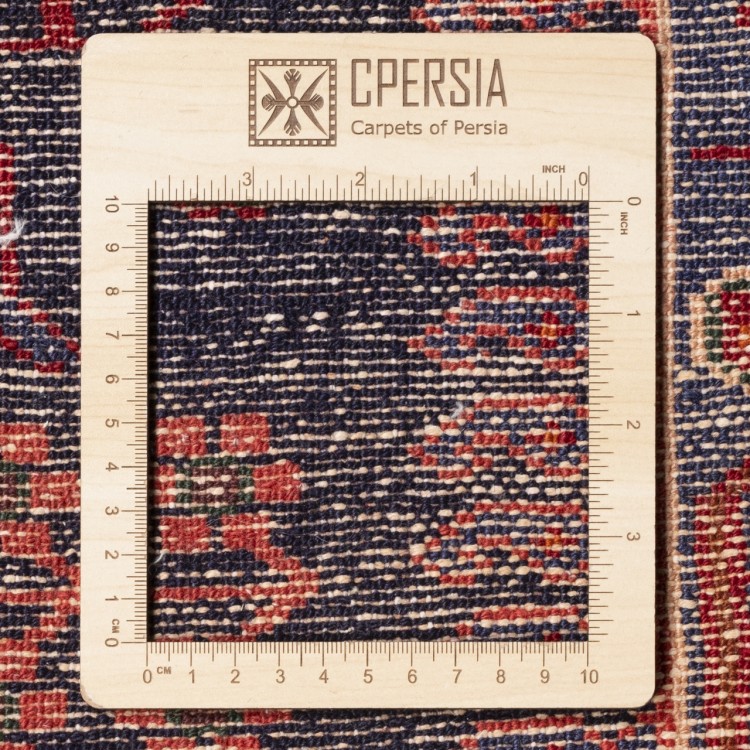 CPERSIA
Carpets of Persia
INCH
3 2 1 0
10 9 8 7 6 5 4 3 2 1 0
CM
0 1 2 3
INCH
0 1 2 3 4 5 6 7 8 9 10
CM